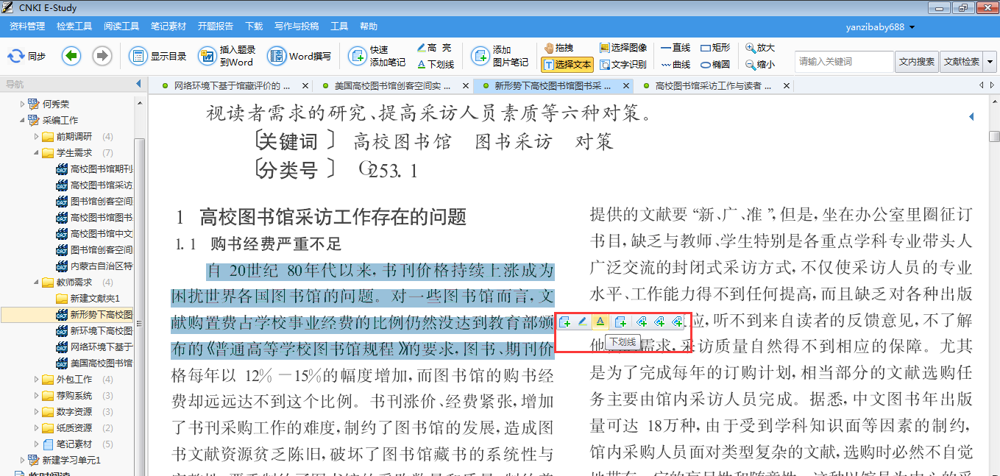 CNKI E-Study
资料管理 检索工具 阅读工具 笔记素材 开题报告 下载 写作与投稿 工具 帮助 yanzibaby688
同步 显示目录 插入题录到Word Word撰写 快速添加笔记 高 亮 下划线 添加图片笔记 拖拽 选择文本 选择图像 文字识别 直线 曲线 矩形 椭圆 放大 缩小 请输入关键词 文内搜索 文献检索
导航
网络环境下基于馆藏评价的 ... 美国高校图书馆创客空间实 ... 新形势下高校图书馆图书采 ... 高校图书馆采访工作与读者 ...
何秀荣
采编工作
前期调研 (4)
学生需求 (7)
高校图书馆期刊
高校图书馆采访
图书馆创客空间
高校图书馆图书
高校图书馆中文
图书馆创客空间
内蒙古自治区特
教师需求 (4)
新建文献夹1
新形势下高校图
新环境下高校图
网络环境下基于
美国高校图书馆
外包工作 (4)
荐购系统 (3)
数字资源 (3)
纸质资源 (2)
笔记素材 (5)
新建学习单元1
临时阅读
视读者需求的研究、提高采访人员素质等六种对策。
〔关键词 〕 高校图书馆 图书采访 对策
〔分类号 〕 G253. 1
1 高校图书馆采访工作存在的问题
1. 1 购书经费严重不足
自 20世纪 80年代以来,书刊价格持续上涨成为
困扰世界各国图书馆的问题。对一些图书馆而言,文
献购置费占学校事业经费的比例仍然没达到教育部颁
布的《普通高等学校图书馆规程 》的要求,图书、期刊价
格每年以 12% —15%的幅度增加,而图书馆的购书经
费却远远达不到这个比例。书刊涨价、经费紧张,增加
了书刊采购工作的难度,制约了图书馆的发展,造成图
书文献资源贫乏陈旧,破坏了图书馆藏书的系统性与
提供的文献要 “新、广、准 ”,但是,坐在办公室里圈征订
书目,缺乏与教师、学生特别是各重点学科专业带头人
广泛交流的封闭式采访方式,不仅使采访人员的专业
水平、工作能力得不到任何提高,而且缺乏对各种出版
应,听不到来自读者的反馈意见,不了解
他 需求,采访质量自然得不到相应的保障。尤其
下划线
是为了完成每年的订购计划,相当部分的文献选购任
务主要由馆内采访人员完成。据悉,中文图书年出版
量可达 18万种,由于受到学科知识面等因素的制约,
馆内采购人员面对类型复杂的文献,选购时必然不自觉